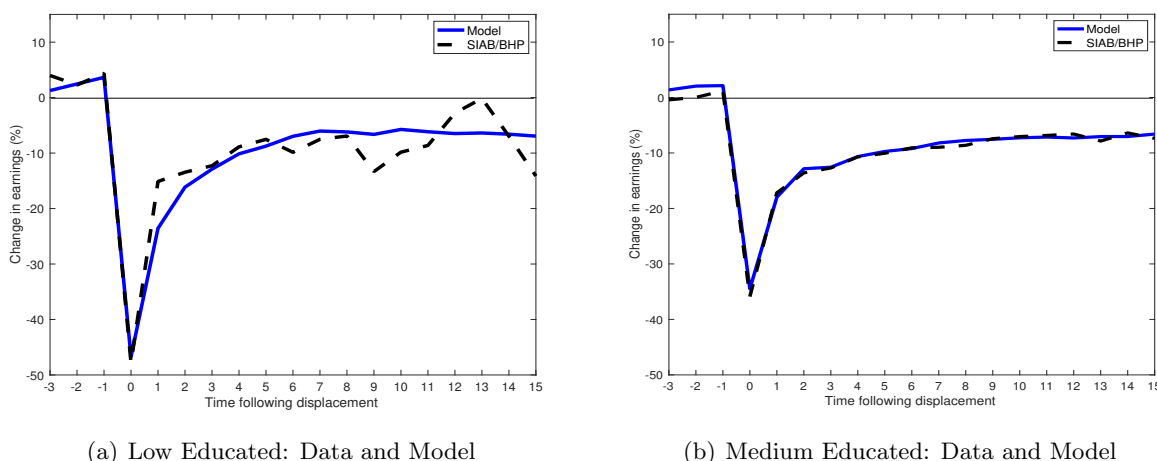 Model
SIAB/BHP
10
0
-10
-20
-30
-40
-50
Change in earnings (%)
-3 -2 -1 0 1 2 3 4 5 6 7 8 9 10 11 12 13 14 15
Time following displacement
(a) Low Educated: Data and Model
Model
SIAB/BHP
10
0
-10
-20
-30
-40
-50
Change in earnings (%)
-3 -2 -1 0 1 2 3 4 5 6 7 8 9 10 11 12 13 14 15
Time following displacement
(b) Medium Educated: Data and Model